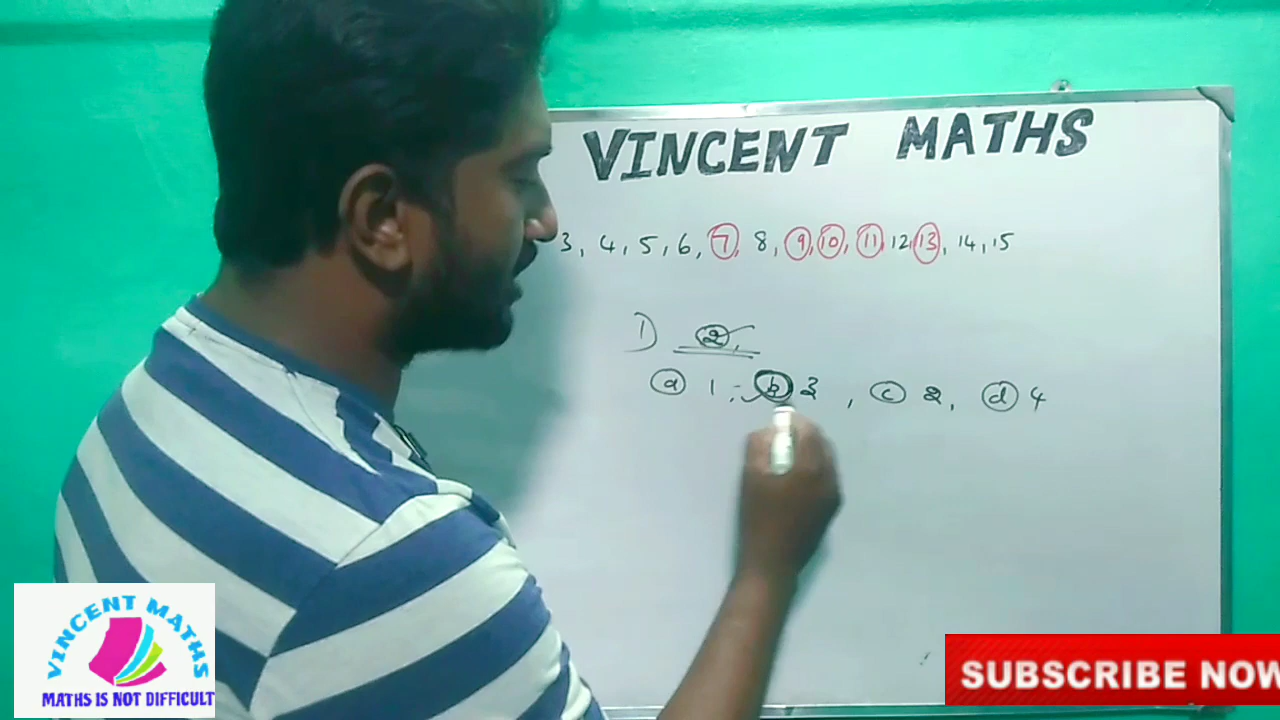 VINCENT MATHS
3, 4, 5, 6, 7, 8, 9, 10, 11, 12, 13, 14, 15
1) 2.
a 1, b 3, c 2, d 4
VINCENT MATHS
MATHS IS NOT DIFFICULT
SUBSCRIBE NOW